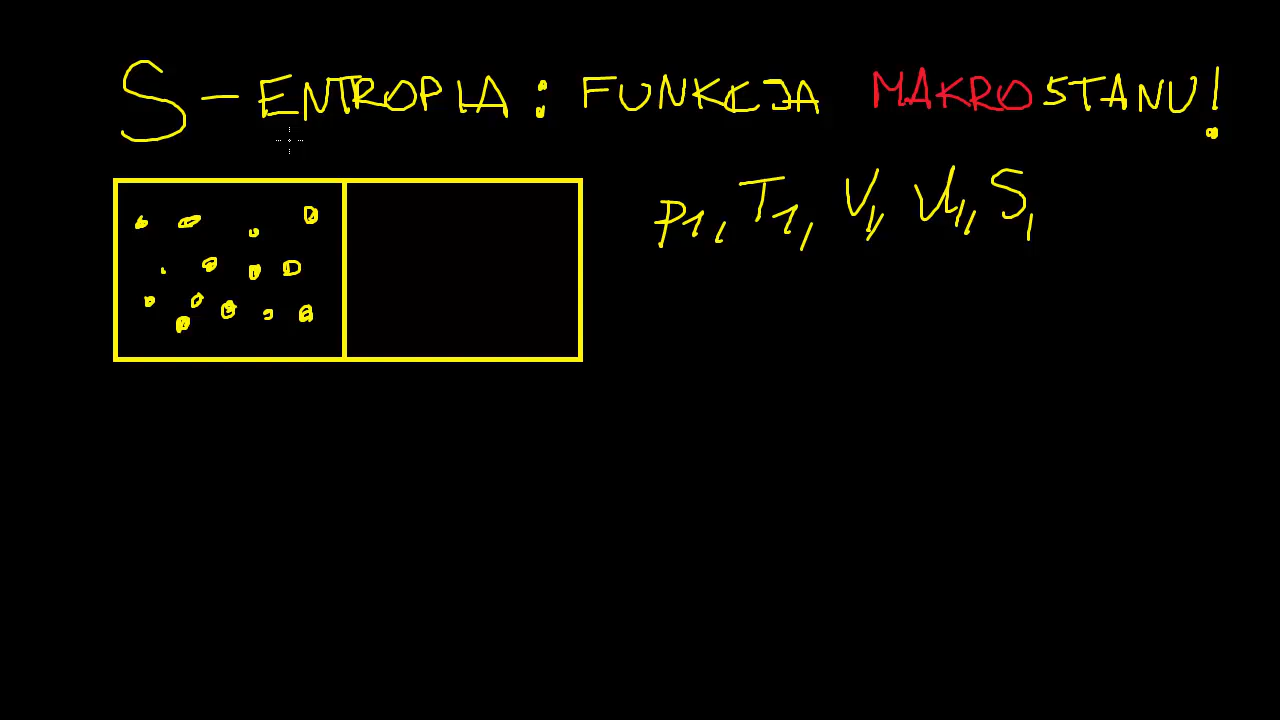 S - ENTROPIA: FUNKCJA MAKROSTANU!
p1, T1, V1, U1, S1